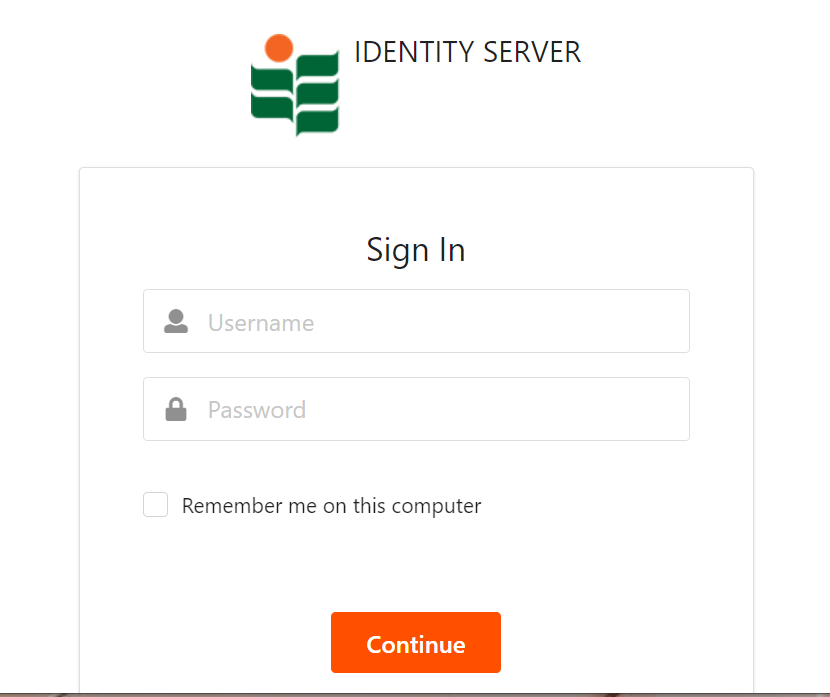 IDENTITY SERVER
Sign In
Username
Password
Remember me on this computer
Continue